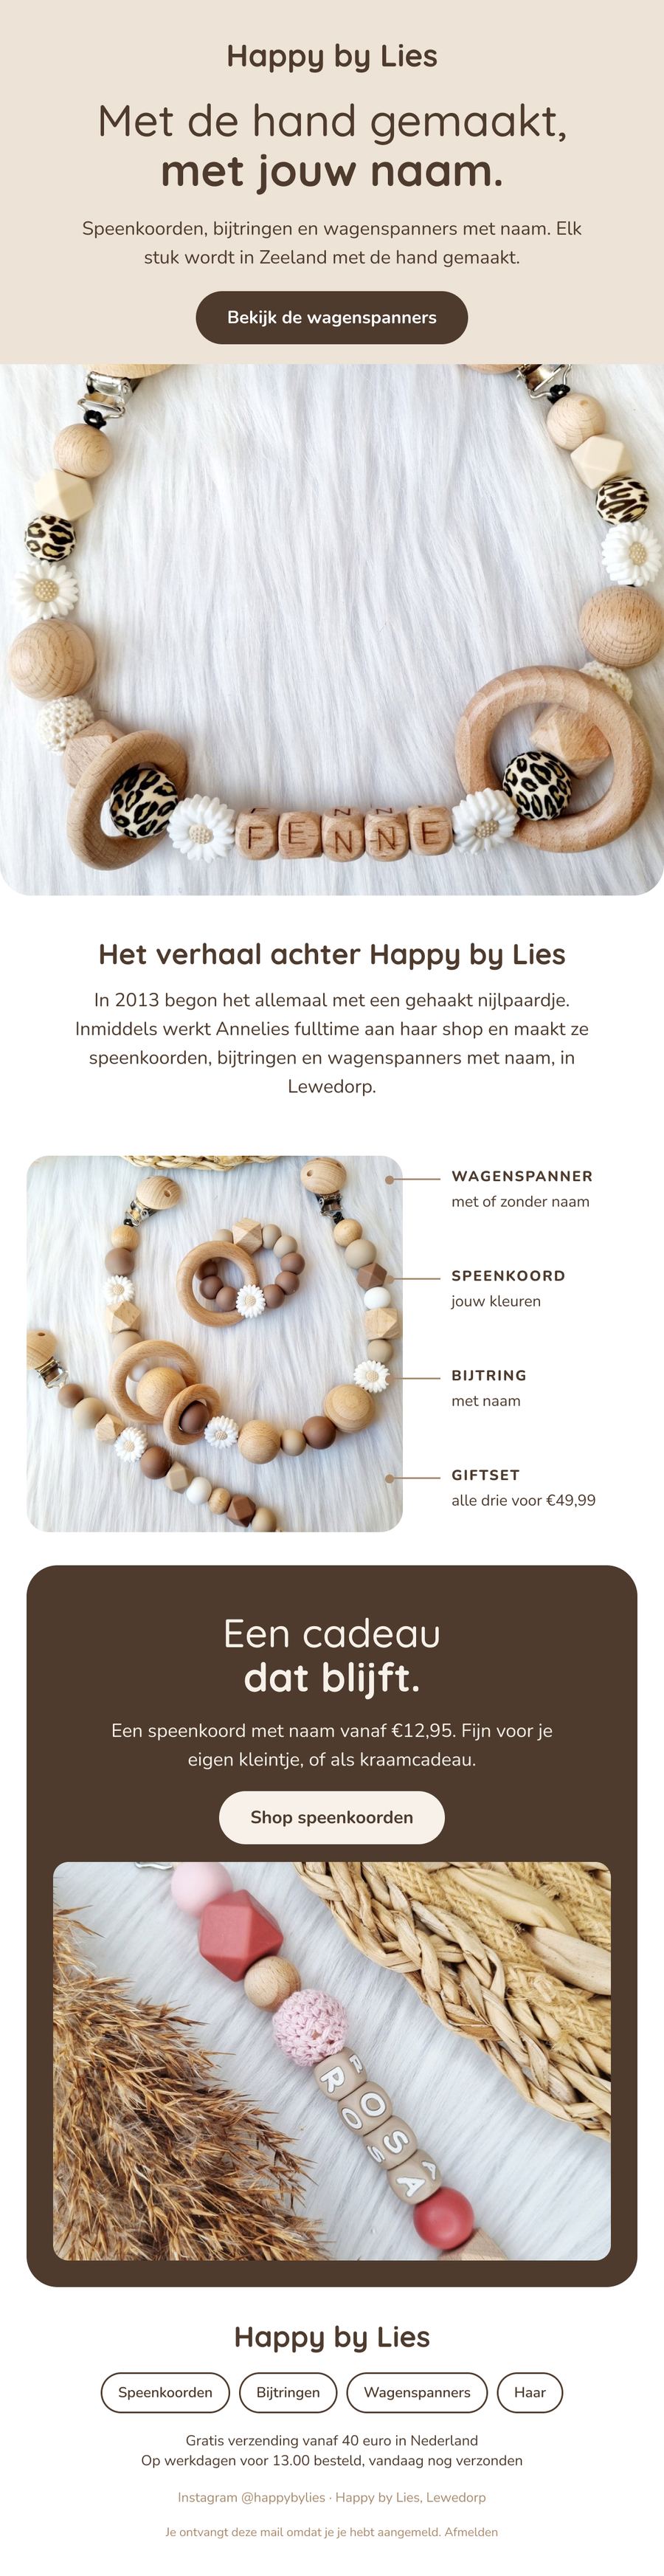 Happy by Lies
Met de hand gemaakt,
met jouw naam.
Speenkoorden, bijtringen en wagenspanners met naam. Elk
stuk wordt in Zeeland met de hand gemaakt.
Bekijk de wagenspanners
FENNE
Het verhaal achter Happy by Lies
In 2013 begon het allemaal met een gehaakt nijlpaardje.
Inmiddels werkt Annelies fulltime aan haar shop en maakt ze
speenkoorden, bijtringen en wagenspanners met naam, in
Lewedorp.
WAGENSPANNER
met of zonder naam
SPEENKOORD
jouw kleuren
BIJTRING
met naam
GIFTSET
alle drie voor €49,99
Een cadeau
dat blijft.
Een speenkoord met naam vanaf €12,95. Fijn voor je
eigen kleintje, of als kraamcadeau.
Shop speenkoorden
ROSA
Happy by Lies
Speenkoorden
Bijtringen
Wagenspanners
Haar
Gratis verzending vanaf 40 euro in Nederland
Op werkdagen voor 13.00 besteld, vandaag nog verzonden
Instagram @happybylies · Happy by Lies, Lewedorp
Je ontvangt deze mail omdat je je hebt aangemeld. Afmelden